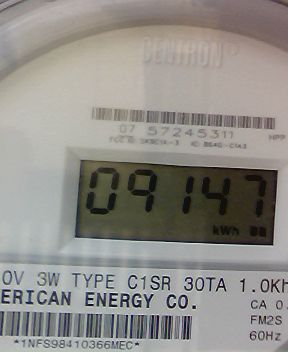 CENTRON
07 57245311
09147
kWh
0V 3W TYPE C1SR 30TA 1.0Kh
ERICAN ENERGY CO.
CA 0.
FM2S
60Hz
*1NFS98410366MEC*